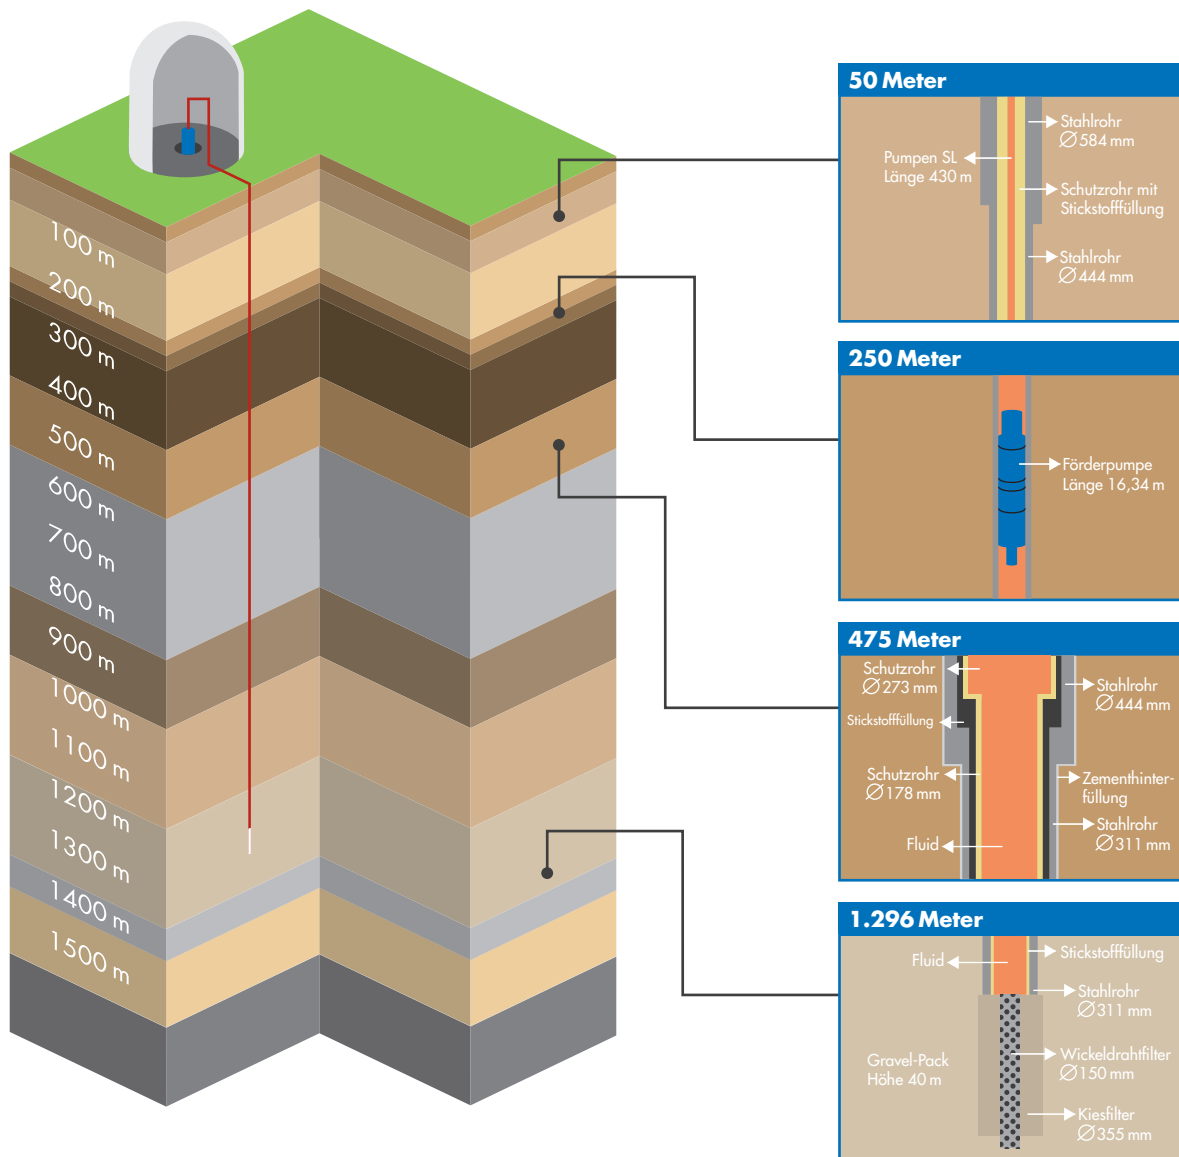 100 m
200 m
300 m
400 m
500 m
600 m
700 m
800 m
900 m
1000 m
1100 m
1200 m
1300 m
1400 m
1500 m
50 Meter
Pumpen SL
Länge 430 m
Stahlrohr
Ø 584 mm
Schutzrohr mit
Stickstofffüllung
Stahlrohr
Ø 444 mm
250 Meter
Förderpumpe
Länge 16,34 m
475 Meter
Schutzrohr
Ø 273 mm
Stahlrohr
Ø 444 mm
Stickstofffüllung
Schutzrohr
Ø 178 mm
Zementhinter-
füllung
Stahlrohr
Ø 311 mm
Fluid
1.296 Meter
Fluid
Stickstofffüllung
Stahlrohr
Ø 311 mm
Gravel-Pack
Höhe 40 m
Wickeldrahtfilter
Ø 150 mm
Kiesfilter
Ø 355 mm